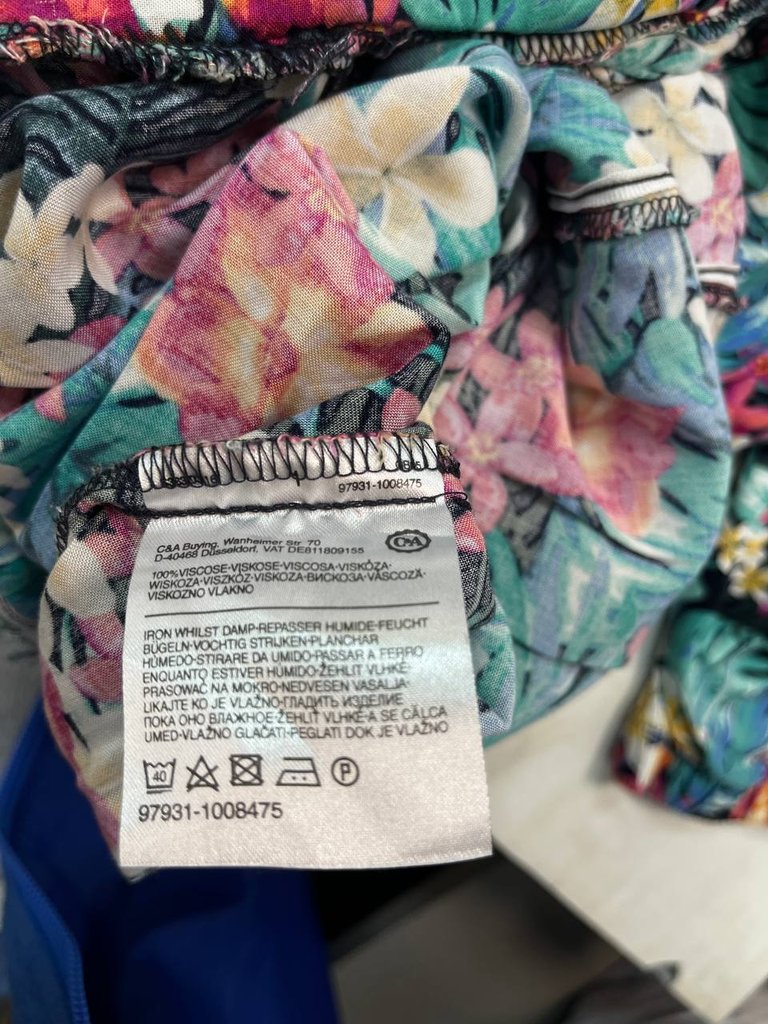 97931-1008475
C&A Buying, Wanheimer Str 70
D-40468 Düsseldorf, VAT DE811809155
C&A
100%VISCOSE·VISKOSE·VISCOSA·VISKÓZA·
WISKOZA·VISZKÓZ·VISKOZA·ВИСКОЗА·VÂSCOZĂ·
VISKOZNO VLAKNO
IRON WHILST DAMP·REPASSER HUMIDE·FEUCHT
BÜGELN·VOCHTIG STRIJKEN·PLANCHAR
HÚMEDO·STIRARE DA UMIDO·PASSAR A FERRO
ENQUANTO ESTIVER HÚMIDO·ŽEHLIT VLHKÉ·
PRASOWAĆ NA MOKRO·NEDVESEN VASALJA·
LIKAJTE KO JE VLAŽNO·ГЛАДИТЬ ИЗДЕЛИЕ
ПОКА ОНО ВЛАЖНОЕ·ŽEHLIŤ VLHKÉ·A SE CĂLCA
UMED·VLAŽNO GLAČATI·PEGLATI DOK JE VLAŽNO
40 P
97931-1008475